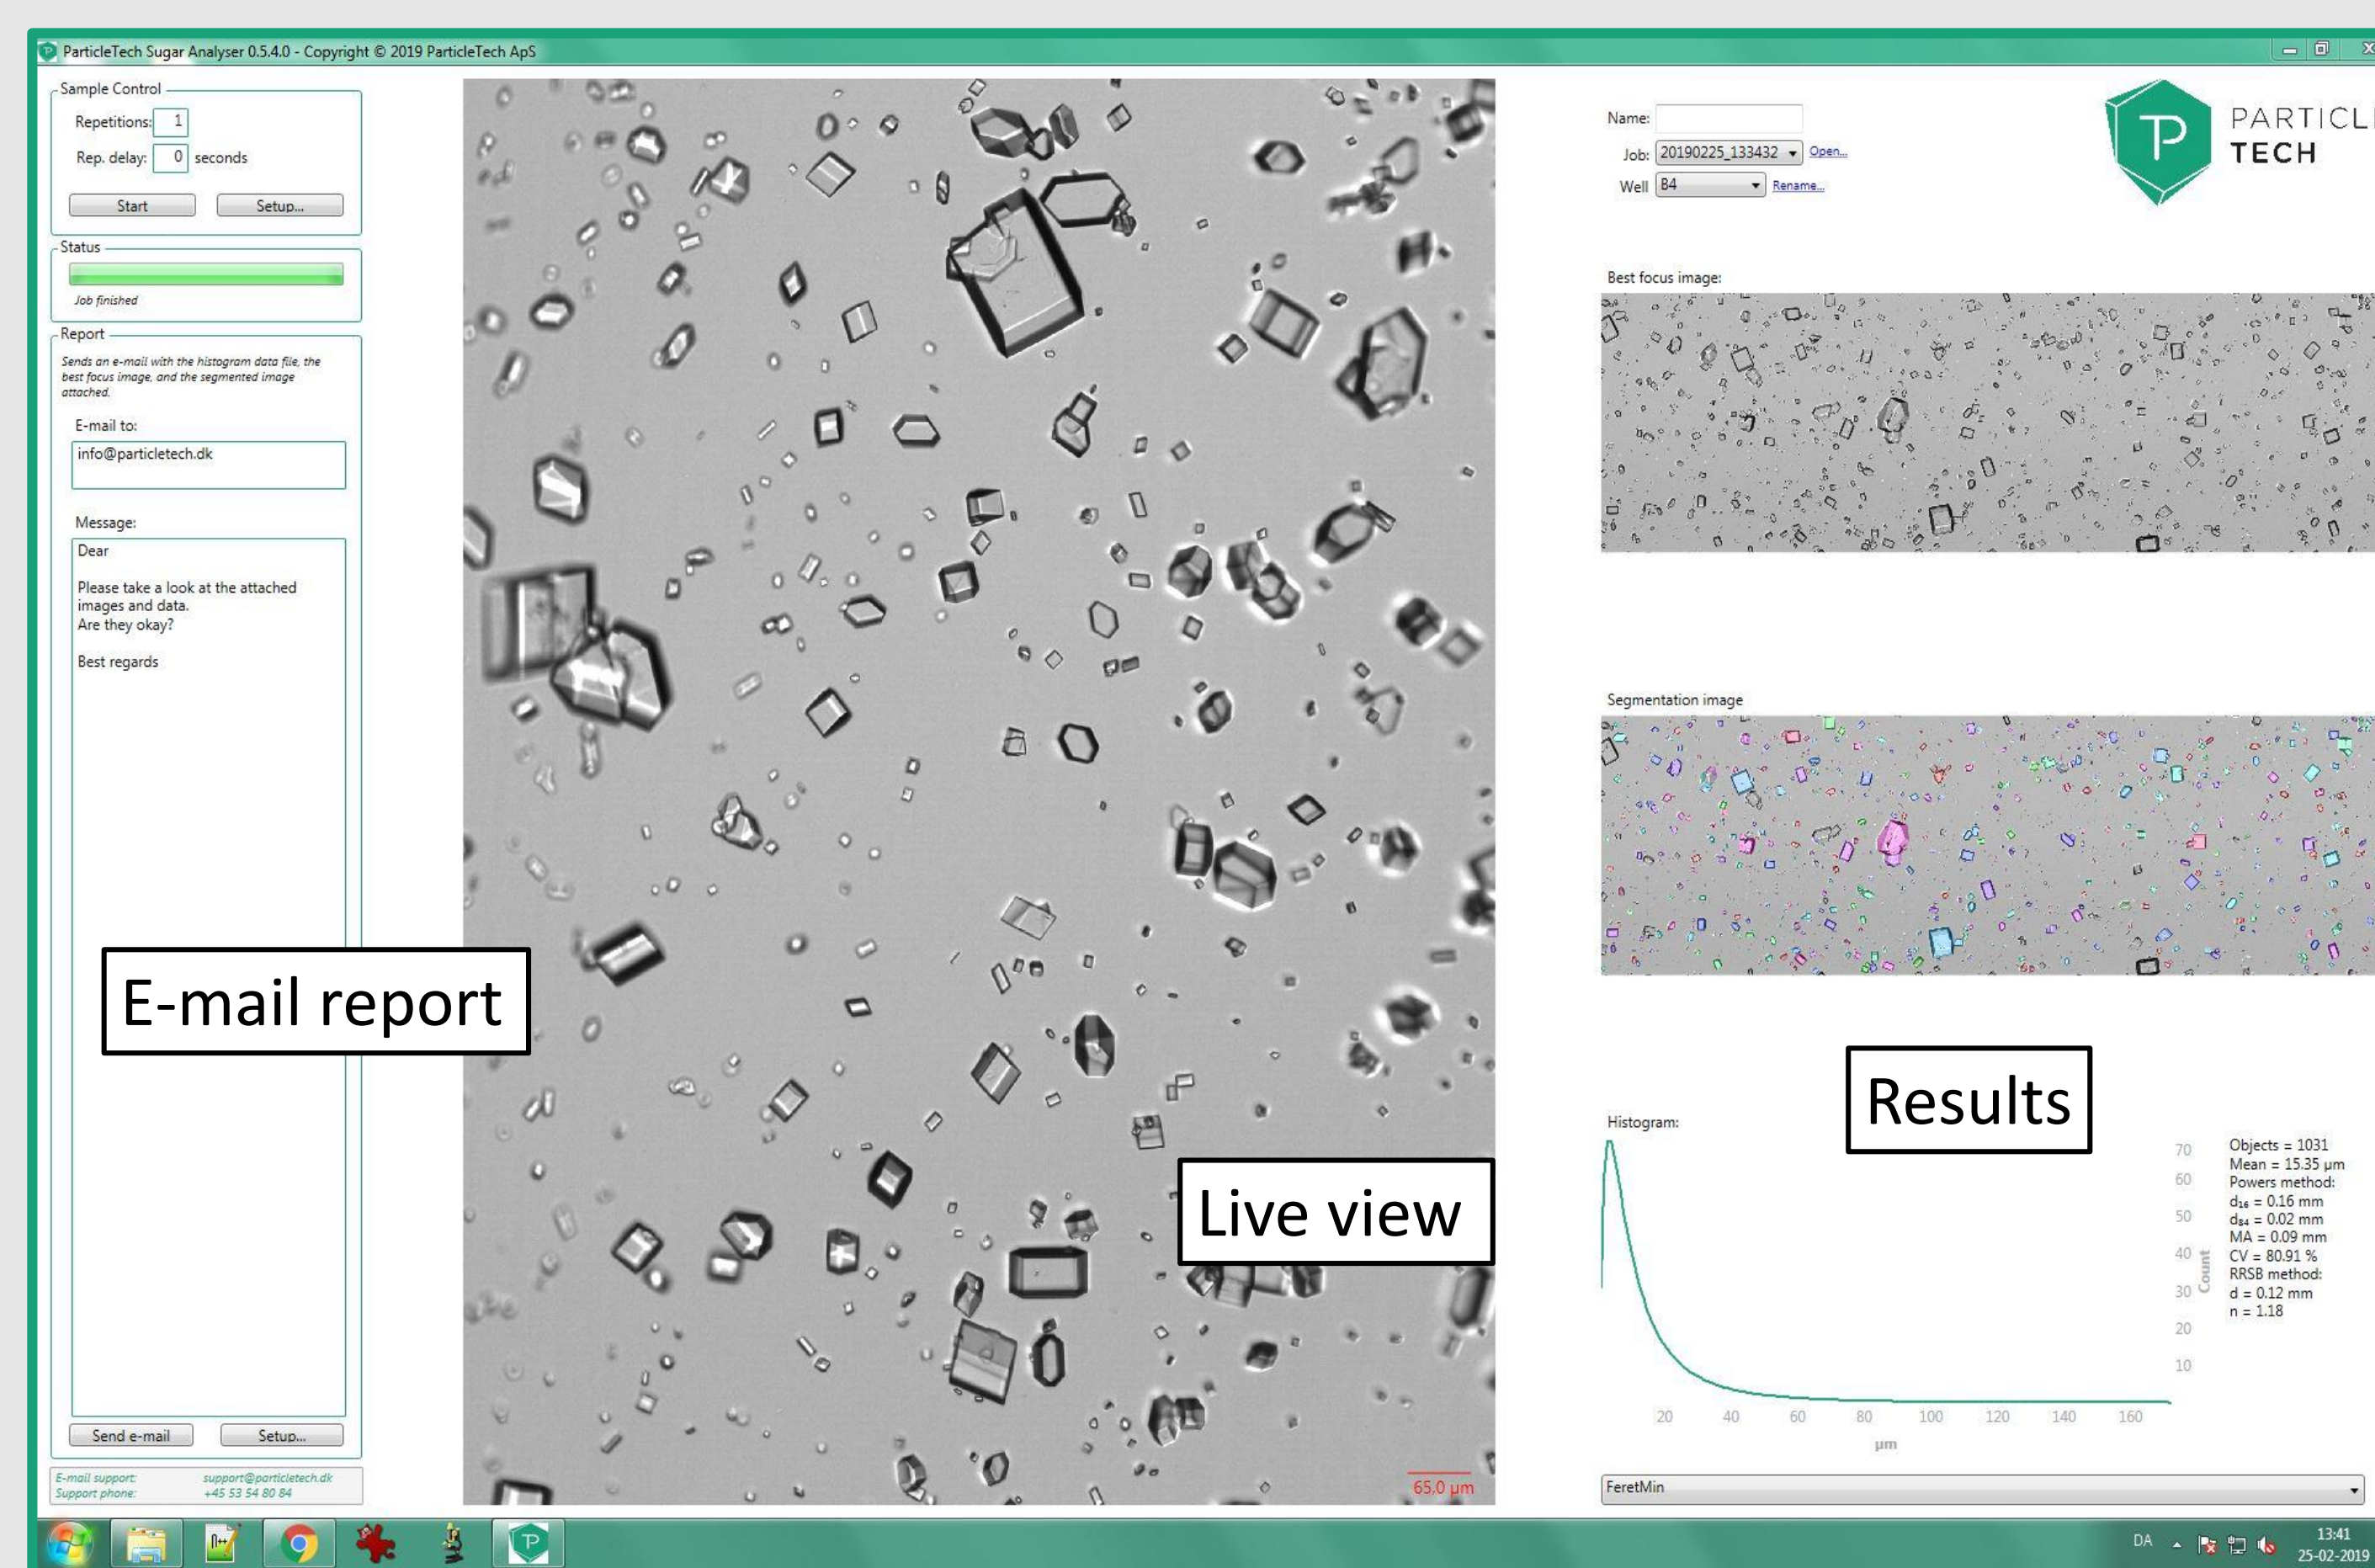 ParticleTech Sugar Analyser 0.5.4.0 - Copyright © 2019 ParticleTech ApS
Sample Control
Repetitions: 1
Rep. delay: 0 seconds
Start Setup...
Status
Job finished
Report
Sends an e-mail with the histogram data file, the
best focus image, and the segmented image
attached.
E-mail to:
info@particletech.dk
Message:
Dear
Please take a look at the attached
images and data.
Are they okay?
Best regards
E-mail report
Send e-mail Setup...
E-mail support: support@particletech.dk
Support phone: +45 53 54 80 84
Live view
65,0 µm
Name:
Job: 20190225_133432 Open...
Well B4 Rename...
TECH
Best focus image:
Segmentation image
Results
Histogram:
70
60
50
40
30
20
10
Count
20 40 60 80 100 120 140 160
µm
Objects = 1031
Mean = 15.35 µm
Powers method:
d₁₆ = 0.16 mm
d₈₄ = 0.02 mm
MA = 0.09 mm
CV = 80.91 %
RRSB method:
d = 0.12 mm
n = 1.18
FeretMin
DA
13:41
25-02-2019